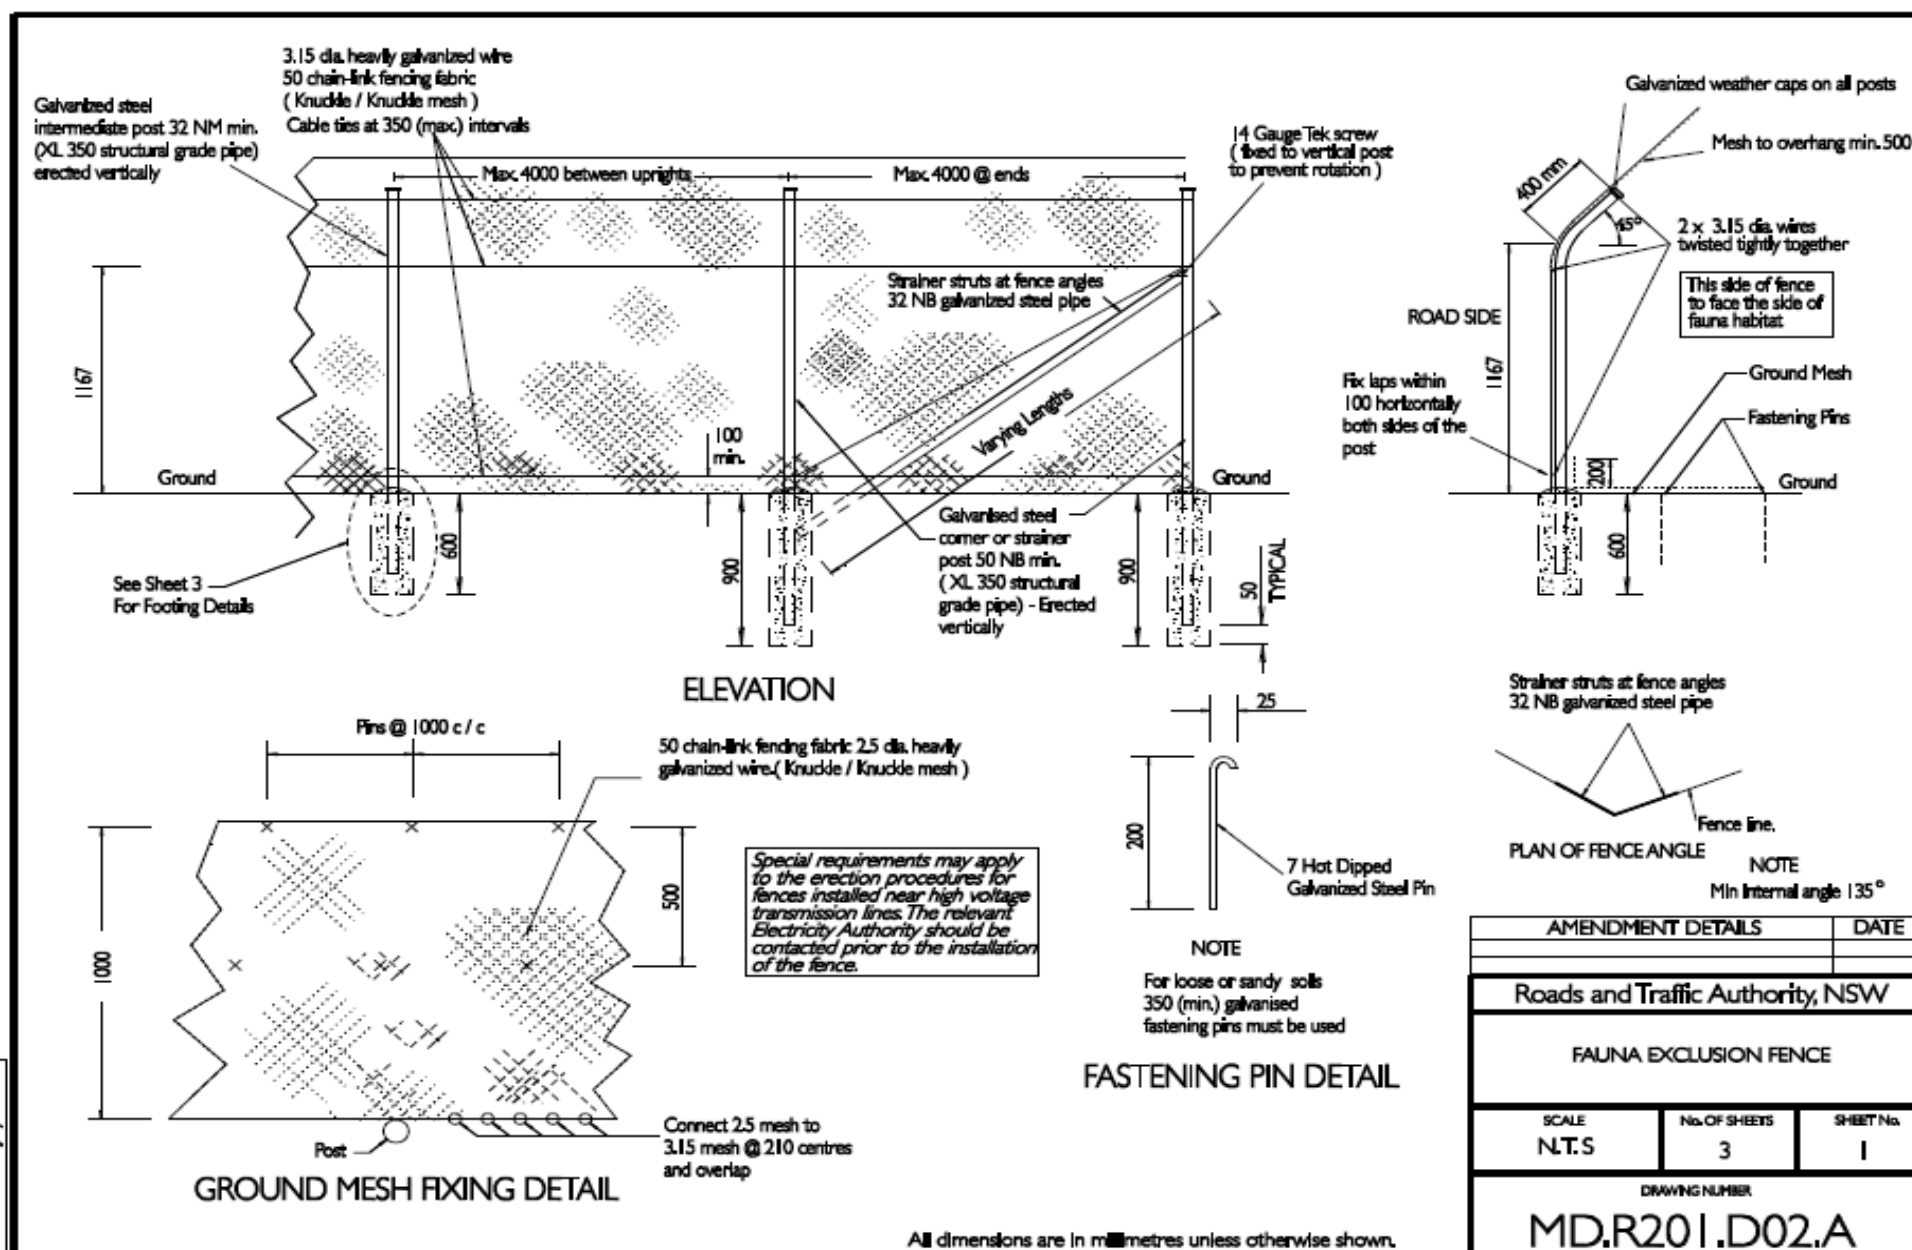 3.15 dia. heavily galvanized wire
50 chain-link fencing fabric
( Knuckle / Knuckle mesh )
Cable ties at 350 (max.) intervals
Galvanized steel
intermediate post 32 NM min.
(XL 350 structural grade pipe)
erected vertically
Max. 4000 between uprights
Max. 4000 @ ends
14 Gauge Tek screw
( fixed to vertical post
to prevent rotation )
Strainer struts at fence angles
32 NB galvanized steel pipe
Varying Lengths
1167
100
min.
Ground
Ground
600
900
900
50
TYPICAL
See Sheet 3
For Footing Details
Galvanised steel
corner or strainer
post 50 NB min.
( XL 350 structural
grade pipe) - Erected
vertically
ELEVATION
Galvanized weather caps on all posts
Mesh to overhang min. 500
400 mm
45°
2 x 3.15 dia. wires
twisted tightly together
This side of fence
to face the side of
fauna habitat
ROAD SIDE
1167
Fix laps within
100 horizontally
both sides of the
post
Ground Mesh
Fastening Pins
200
Ground
600
Pins @ 1000 c / c
50 chain-link fencing fabric 2.5 dia. heavily
galvanized wire.( Knuckle / Knuckle mesh )
1000
500
Special requirements may apply
to the erection procedures for
fences installed near high voltage
transmission lines. The relevant
Electricity Authority should be
contacted prior to the installation
of the fence.
Post
Connect 2.5 mesh to
3.15 mesh @ 210 centres
and overlap
GROUND MESH FIXING DETAIL
25
200
7 Hot Dipped
Galvanized Steel Pin
NOTE
For loose or sandy soils
350 (min.) galvanised
fastening pins must be used
FASTENING PIN DETAIL
Strainer struts at fence angles
32 NB galvanized steel pipe
Fence line.
PLAN OF FENCE ANGLE
NOTE
Min internal angle 135°
AMENDMENT DETAILS
DATE
Roads and Traffic Authority, NSW
FAUNA EXCLUSION FENCE
SCALE
N.T.S
No. OF SHEETS
3
SHEET No.
1
DRAWING NUMBER
MD.R201.D02.A
All dimensions are in millimetres unless otherwise shown.